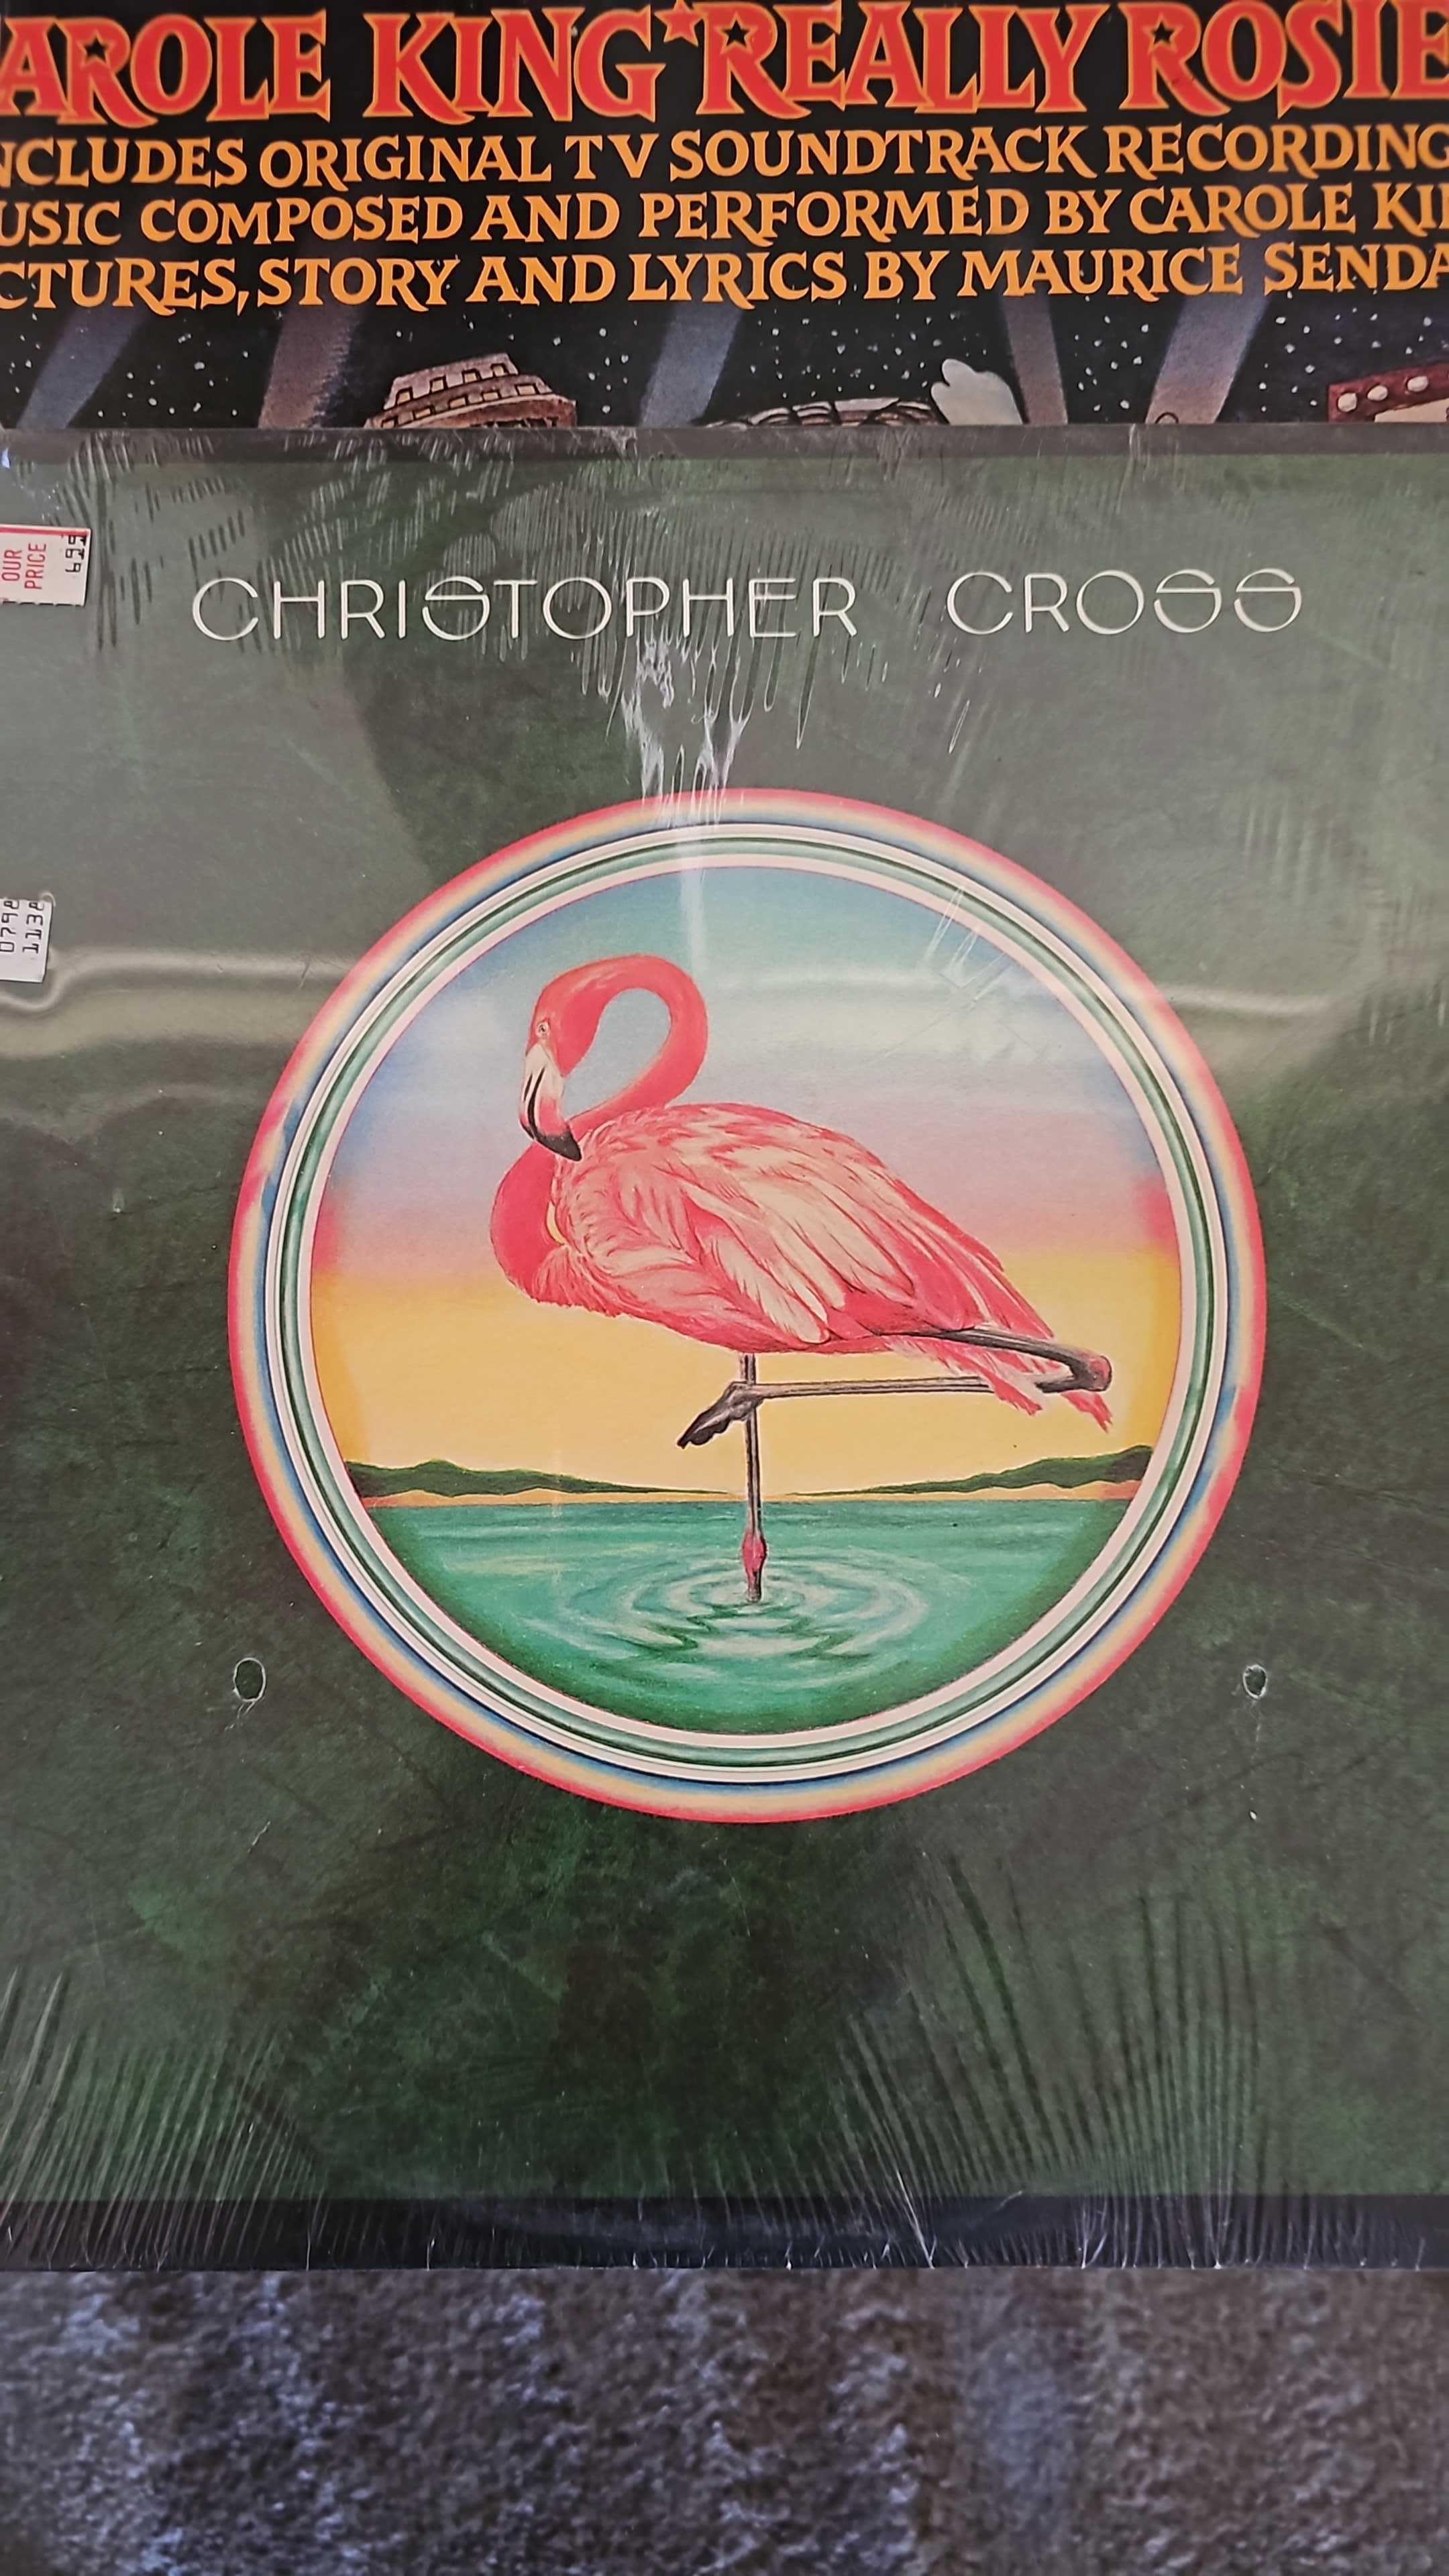 AROLE KING★REALLY ROSIE
NCLUDES ORIGINAL TV SOUNDTRACK RECORDING
USIC COMPOSED AND PERFORMED BY CAROLE KI
CTURES, STORY AND LYRICS BY MAURICE SENDA
OUR
PRICE
699
CHRISTOPHER CROSS